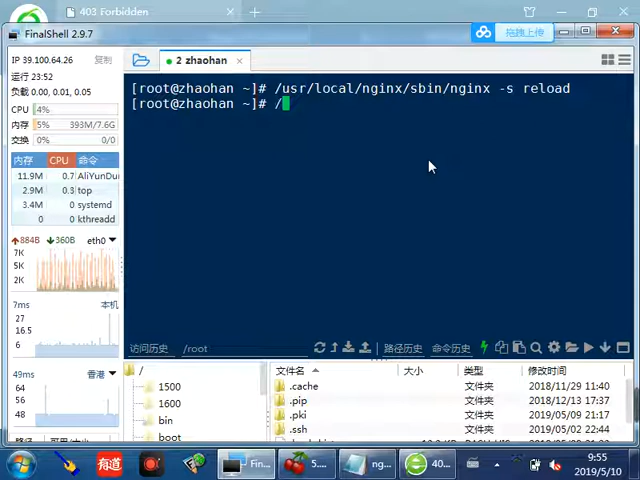 403 Forbidden
FinalShell 2.9.7
拖拽上传
IP 39.100.64.26
复制
2 zhaohan
运行 23:52
负载 0.00, 0.01, 0.05
CPU
4%
内存
5%
393M/7.6G
交换
0%
0/0
内存
CPU
命令
11.9M
0.7
AliYunDun
2.9M
0.3
top
3.4M
0
systemd
0
0
kthreadd
884B
360B
eth0
7K
5K
2K
7ms
本机
27
16.5
6
49ms
香港
64
56
48
[root@zhaohan ~]# /usr/local/nginx/sbin/nginx -s reload
[root@zhaohan ~]# /
访问历史
/root
路径历史
命令历史
/
1500
1600
bin
boot
文件名
大小
类型
修改时间
.cache
文件夹
2018/11/29 11:40
.pip
文件夹
2018/12/13 17:37
.pki
文件夹
2019/05/09 21:17
.ssh
文件夹
2019/05/02 22:44
有道
Fin...
5....
ng...
40...
9:55
2019/5/10